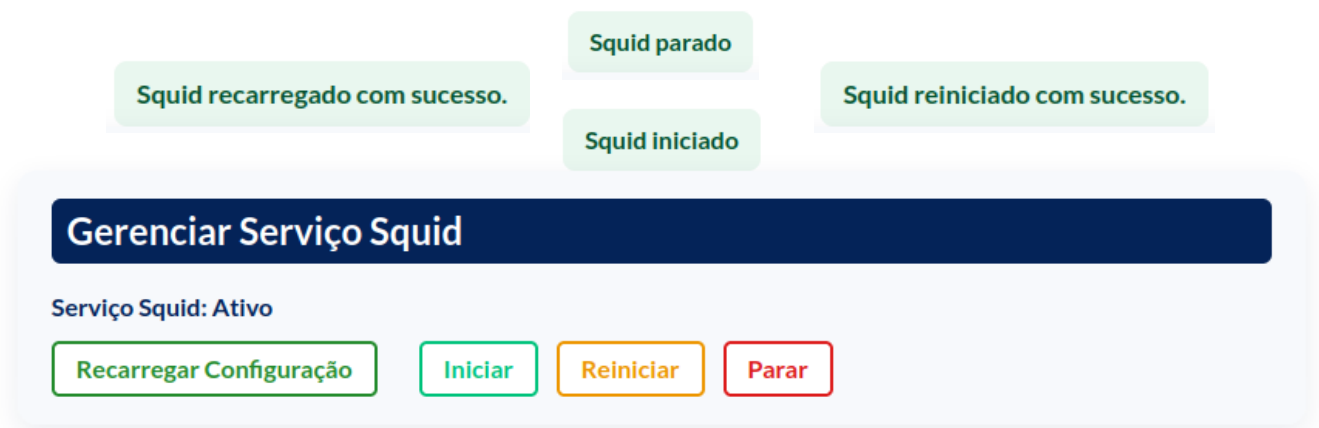 Squid parado
Squid recarregado com sucesso.
Squid reiniciado com sucesso.
Squid iniciado
Gerenciar Serviço Squid
Serviço Squid: Ativo
Recarregar Configuração
Iniciar
Reiniciar
Parar